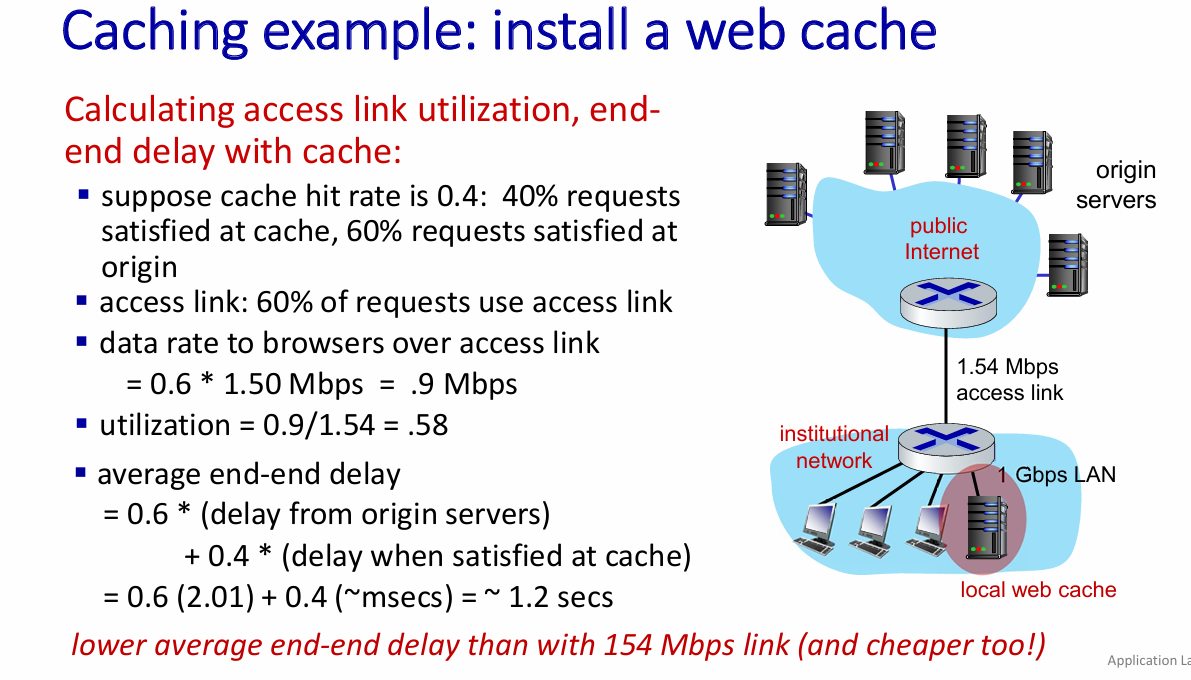 Caching example: install a web cache
Calculating access link utilization, end-
end delay with cache:
▪ suppose cache hit rate is 0.4: 40% requests
satisfied at cache, 60% requests satisfied at
origin
▪ access link: 60% of requests use access link
▪ data rate to browsers over access link
= 0.6 * 1.50 Mbps = .9 Mbps
▪ utilization = 0.9/1.54 = .58
▪ average end-end delay
= 0.6 * (delay from origin servers)
+ 0.4 * (delay when satisfied at cache)
= 0.6 (2.01) + 0.4 (~msecs) = ~ 1.2 secs
lower average end-end delay than with 154 Mbps link (and cheaper too!)
origin
servers
public
Internet
1.54 Mbps
access link
institutional
network
1 Gbps LAN
local web cache
Application La